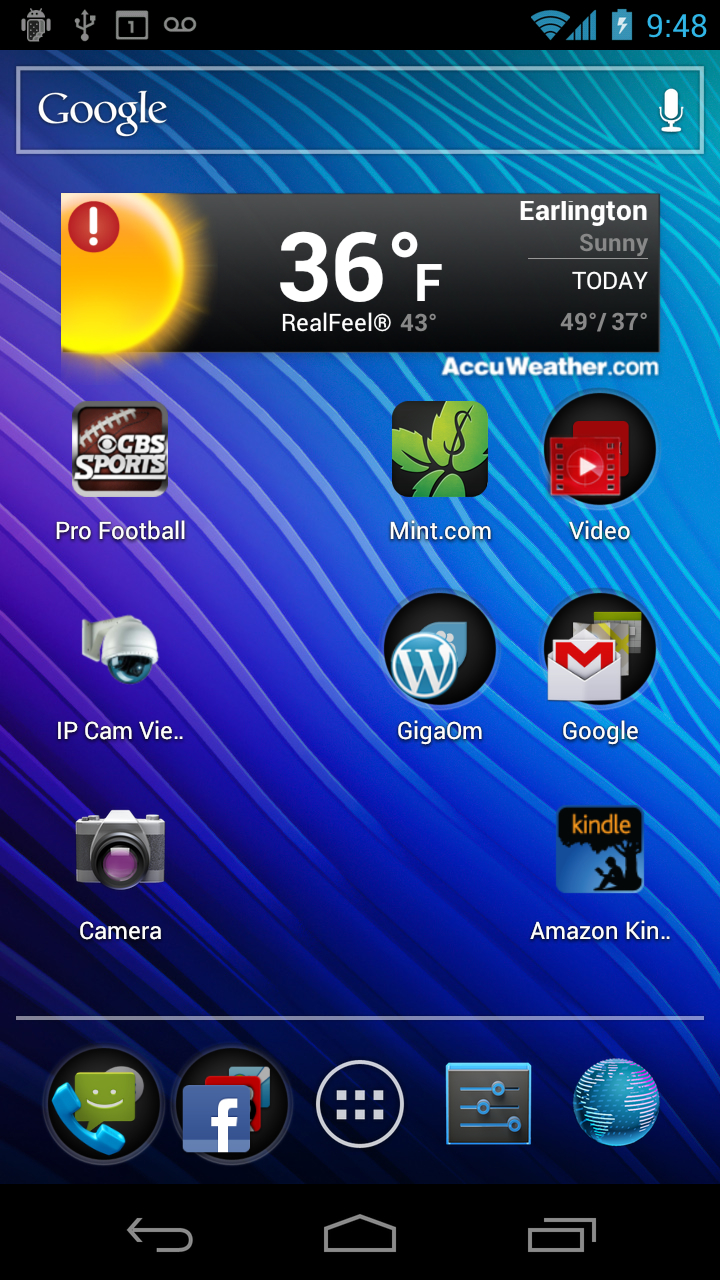 1
9:48
Google
Earlington
Sunny
36°F
TODAY
RealFeel® 43°
49°/ 37°
AccuWeather.com
CBS
SPORTS
Pro Football
Mint.com
Video
IP Cam Vie..
GigaOm
Google
kindle
Camera
Amazon Kin..